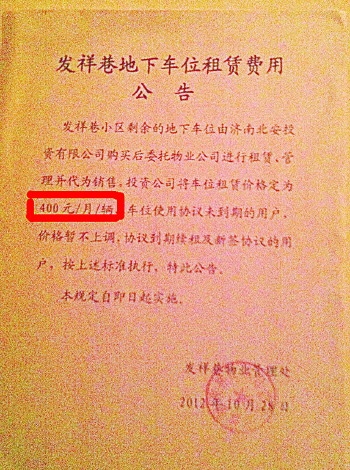 发祥巷地下车位租赁费用
公告
发祥巷小区剩余的地下车位由济南北安投
资有限公司购买后委托物业公司进行租赁,管
理并代为销售。投资公司将车位租赁价格定为
400元/月/辆,车位使用协议未到期的用户,
价格暂不上调,协议到期续租及新签协议的用
户,按上述标准执行,特此公告。
本规定自即日起实施。
发祥巷物业管理处
2012年10月28日